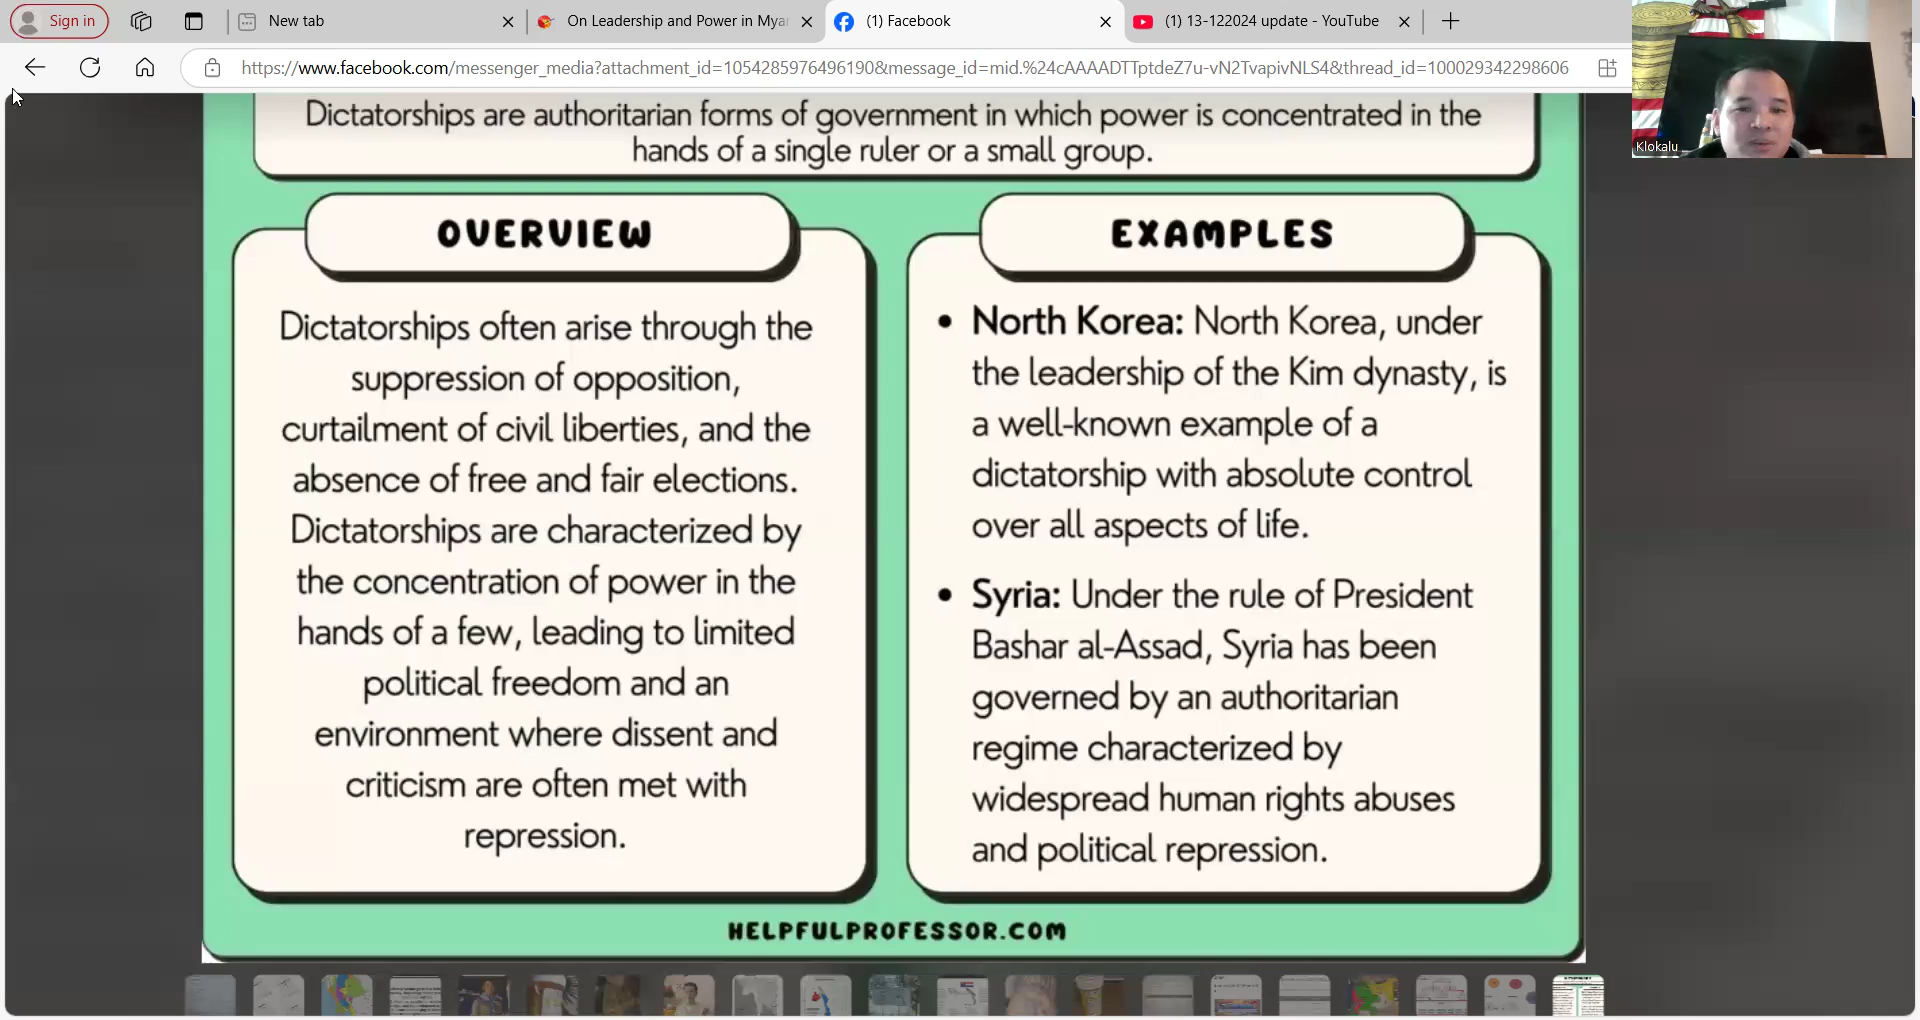 Sign in
New tab
On Leadership and Power in Myan
(1) Facebook
(1) 13-122024 update - YouTube
https://www.facebook.com/messenger_media?attachment_id=1054285976496190&message_id=mid.%24cAAAADTTptdeZ7u-vN2TvapivNLS4&thread_id=100029342298606
Klokalu
Dictatorships are authoritarian forms of government in which power is concentrated in the
hands of a single ruler or a small group.
OVERVIEW
Dictatorships often arise through the
suppression of opposition,
curtailment of civil liberties, and the
absence of free and fair elections.
Dictatorships are characterized by
the concentration of power in the
hands of a few, leading to limited
political freedom and an
environment where dissent and
criticism are often met with
repression.
EXAMPLES
• North Korea: North Korea, under
the leadership of the Kim dynasty, is
a well-known example of a
dictatorship with absolute control
over all aspects of life.
• Syria: Under the rule of President
Bashar al-Assad, Syria has been
governed by an authoritarian
regime characterized by
widespread human rights abuses
and political repression.
HELPFULPROFESSOR.COM